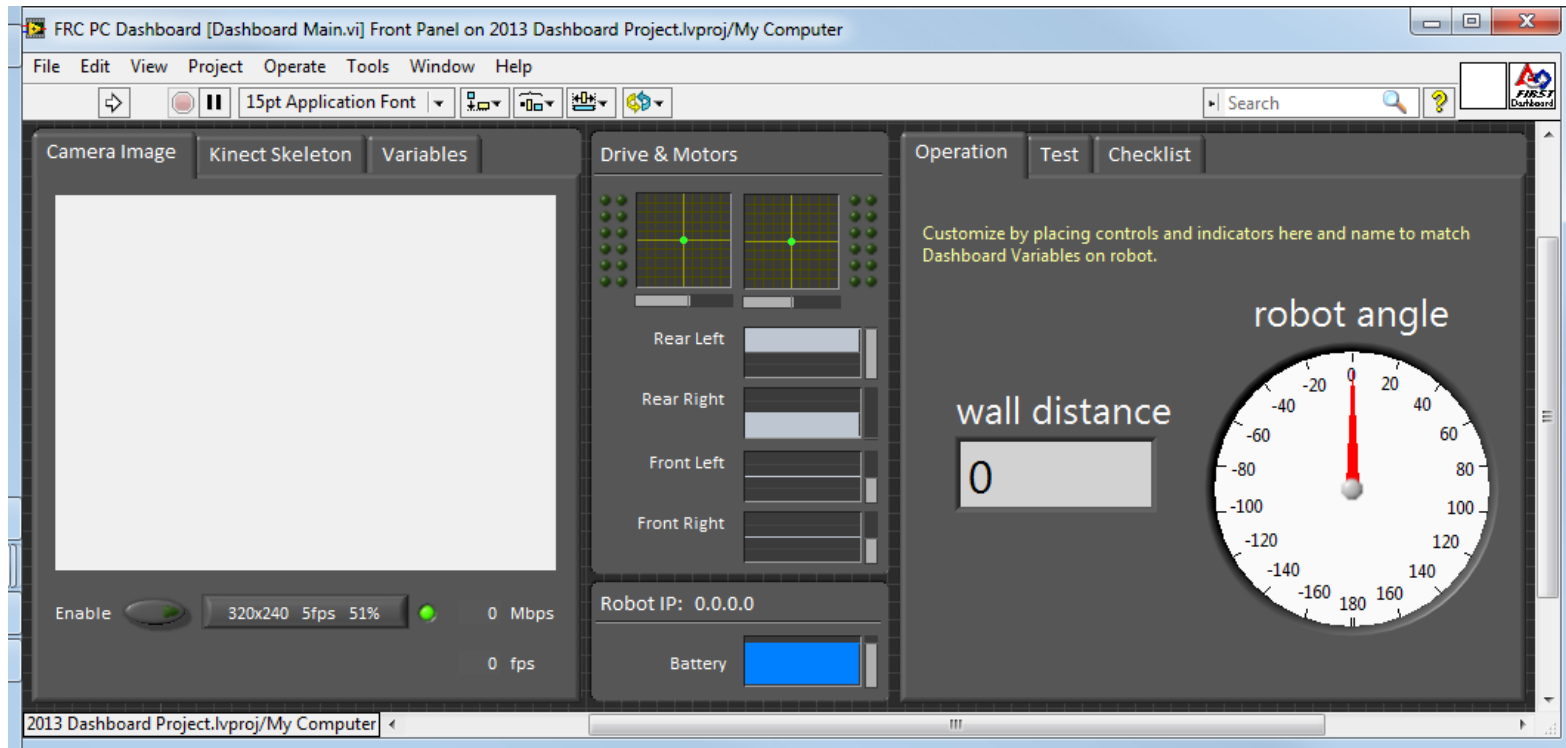 FRC PC Dashboard [Dashboard Main.vi] Front Panel on 2013 Dashboard Project.lvproj/My Computer
File Edit View Project Operate Tools Window Help
15pt Application Font
Search
FIRST
Dashboard
Camera Image Kinect Skeleton Variables
Enable 320x240 5fps 51% 0 Mbps
0 fps
Drive & Motors
Rear Left
Rear Right
Front Left
Front Right
Robot IP: 0.0.0.0
Battery
Operation Test Checklist
Customize by placing controls and indicators here and name to match
Dashboard Variables on robot.
wall distance
0
robot angle
-20 0 20
-40 40
-60 60
-80 80
-100 100
-120 120
-140 140
-160 180 160
2013 Dashboard Project.lvproj/My Computer